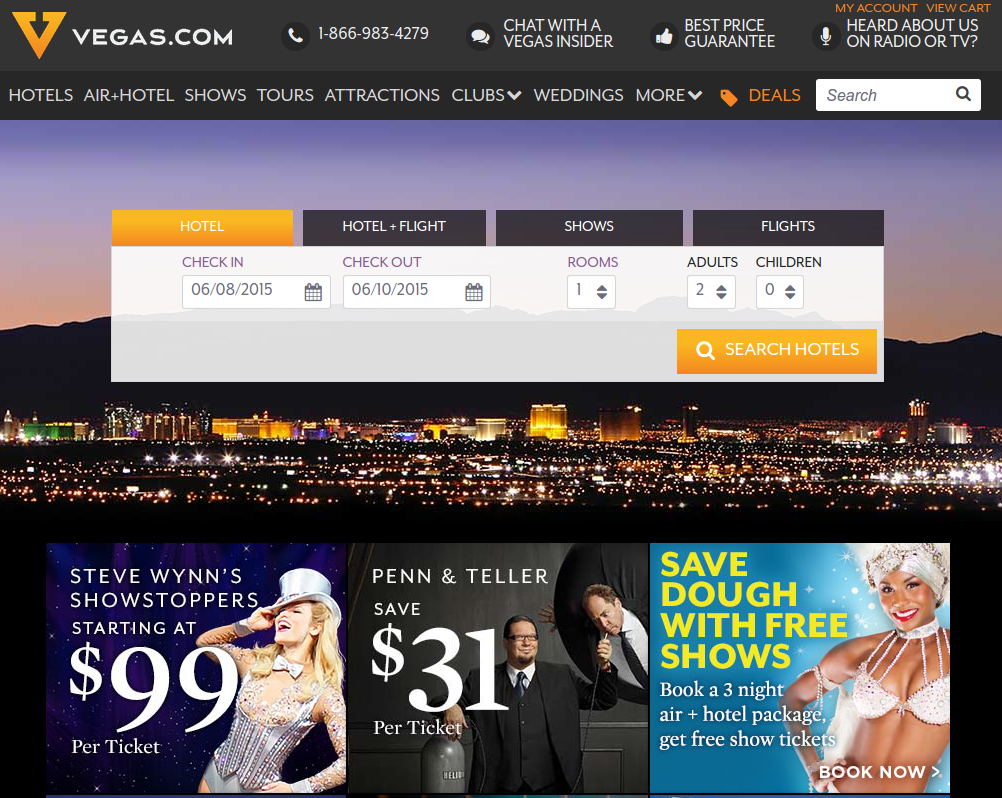 MY ACCOUNT VIEW CART
VEGAS.COM
1-866-983-4279
CHAT WITH A
VEGAS INSIDER
BEST PRICE
GUARANTEE
HEARD ABOUT US
ON RADIO OR TV?
HOTELS AIR+HOTEL SHOWS TOURS ATTRACTIONS CLUBS WEDDINGS MORE DEALS Search
HOTEL HOTEL + FLIGHT SHOWS FLIGHTS
CHECK IN CHECK OUT ROOMS ADULTS CHILDREN
06/08/2015 06/10/2015 1 2 0
SEARCH HOTELS
STEVE WYNN'S
SHOWSTOPPERS
STARTING AT
$99
Per Ticket
PENN & TELLER
SAVE
$31
Per Ticket
HELIU
SAVE
DOUGH
WITH FREE
SHOWS
Book a 3 night
air + hotel package,
get free show tickets
BOOK NOW >